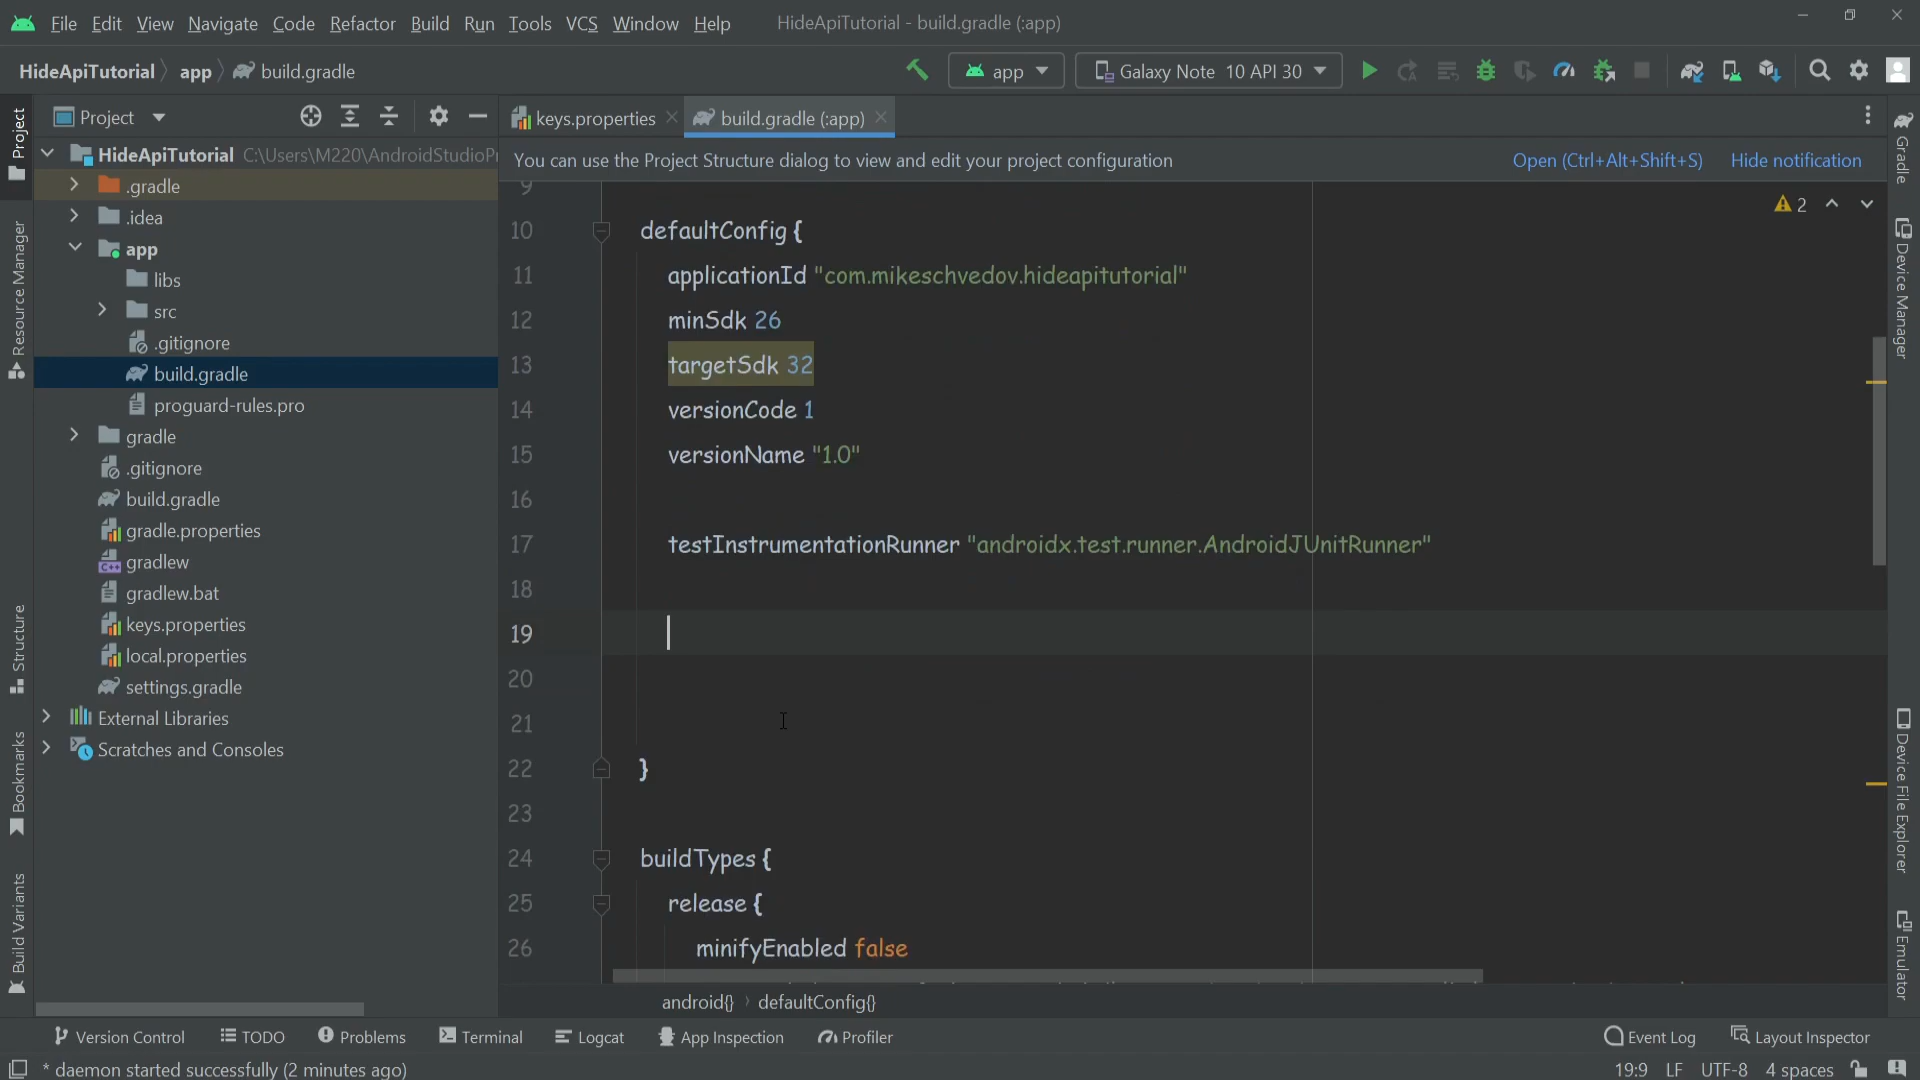 File Edit View Navigate Code Refactor Build Run Tools VCS Window Help HideApiTutorial - build.gradle (:app)
HideApiTutorial app build.gradle
app
Galaxy Note 10 API 30
Project
keys.properties
build.gradle (:app)
You can use the Project Structure dialog to view and edit your project configuration
Open (Ctrl+Alt+Shift+S)
Hide notification
HideApiTutorial C:\Users\M220\AndroidStudioPr
.gradle
.idea
app
libs
src
.gitignore
build.gradle
proguard-rules.pro
gradle
.gitignore
build.gradle
gradle.properties
gradlew
gradlew.bat
keys.properties
local.properties
settings.gradle
External Libraries
Scratches and Consoles
2
9
10 defaultConfig {
11 applicationId "com.mikeschvedov.hideapitutorial"
12 minSdk 26
13 targetSdk 32
14 versionCode 1
15 versionName "1.0"
16
17 testInstrumentationRunner "androidx.test.runner.AndroidJUnitRunner"
18
19
20
21
22 }
23
24 buildTypes {
25 release {
26 minifyEnabled false
android{} › defaultConfig{}
Project
Resource Manager
Structure
Bookmarks
Build Variants
Gradle
Device Manager
Device File Explorer
Emulator
Version Control
TODO
Problems
Terminal
Logcat
App Inspection
Profiler
Event Log
Layout Inspector
* daemon started successfully (2 minutes ago)
19:9 LF UTF-8 4 spaces